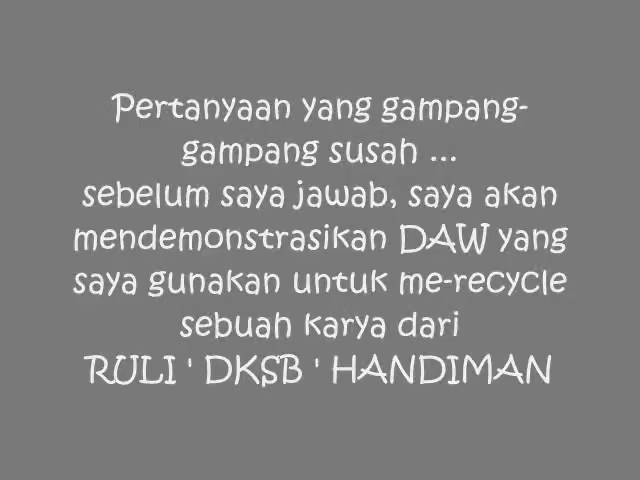 Pertanyaan yang gampang-
gampang susah ...
sebelum saya jawab, saya akan
mendemonstrasikan DAW yang
saya gunakan untuk me-recycle
sebuah karya dari
RULI ' DKSB ' HANDIMAN